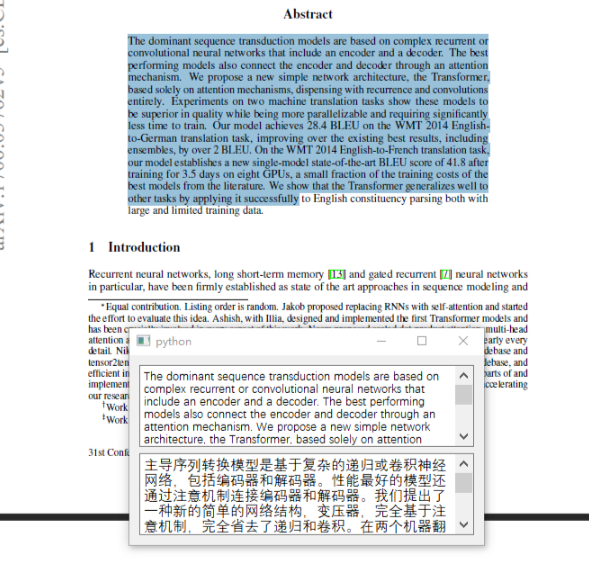 Abstract
The dominant sequence transduction models are based on complex recurrent or
convolutional neural networks that include an encoder and a decoder. The best
performing models also connect the encoder and decoder through an attention
mechanism. We propose a new simple network architecture, the Transformer,
based solely on attention mechanisms, dispensing with recurrence and convolutions
entirely. Experiments on two machine translation tasks show these models to
be superior in quality while being more parallelizable and requiring significantly
less time to train. Our model achieves 28.4 BLEU on the WMT 2014 English-
to-German translation task, improving over the existing best results, including
ensembles, by over 2 BLEU. On the WMT 2014 English-to-French translation task,
our model establishes a new single-model state-of-the-art BLEU score of 41.8 after
training for 3.5 days on eight GPUs, a small fraction of the training costs of the
best models from the literature. We show that the Transformer generalizes well to
other tasks by applying it successfully to English constituency parsing both with
large and limited training data.
1 Introduction
Recurrent neural networks, long short-term memory [13] and gated recurrent [7] neural networks
in particular, have been firmly established as state of the art approaches in sequence modeling and
*Equal contribution. Listing order is random. Jakob proposed replacing RNNs with self-attention and started
the effort to evaluate this idea. Ashish, with Illia, designed and implemented the first Transformer models and
has been
multi-head
attention
early every
detail.
debase and
debase, and
efficient in
parts of and
implement
accelerating
our resear
†Work
‡Work
31st Conf
python
The dominant sequence transduction models are based on
complex recurrent or convolutional neural networks that
include an encoder and a decoder. The best performing
models also connect the encoder and decoder through an
attention mechanism. We propose a new simple network
architecture, the Transformer, based solely on attention
主导序列转换模型是基于复杂的递归或卷积神经
网络，包括编码器和解码器。性能最好的模型还
通过注意机制连接编码器和解码器。我们提出了
一种新的简单的网络结构，变压器，完全基于注
意机制，完全省去了递归和卷积。在两个机器翻